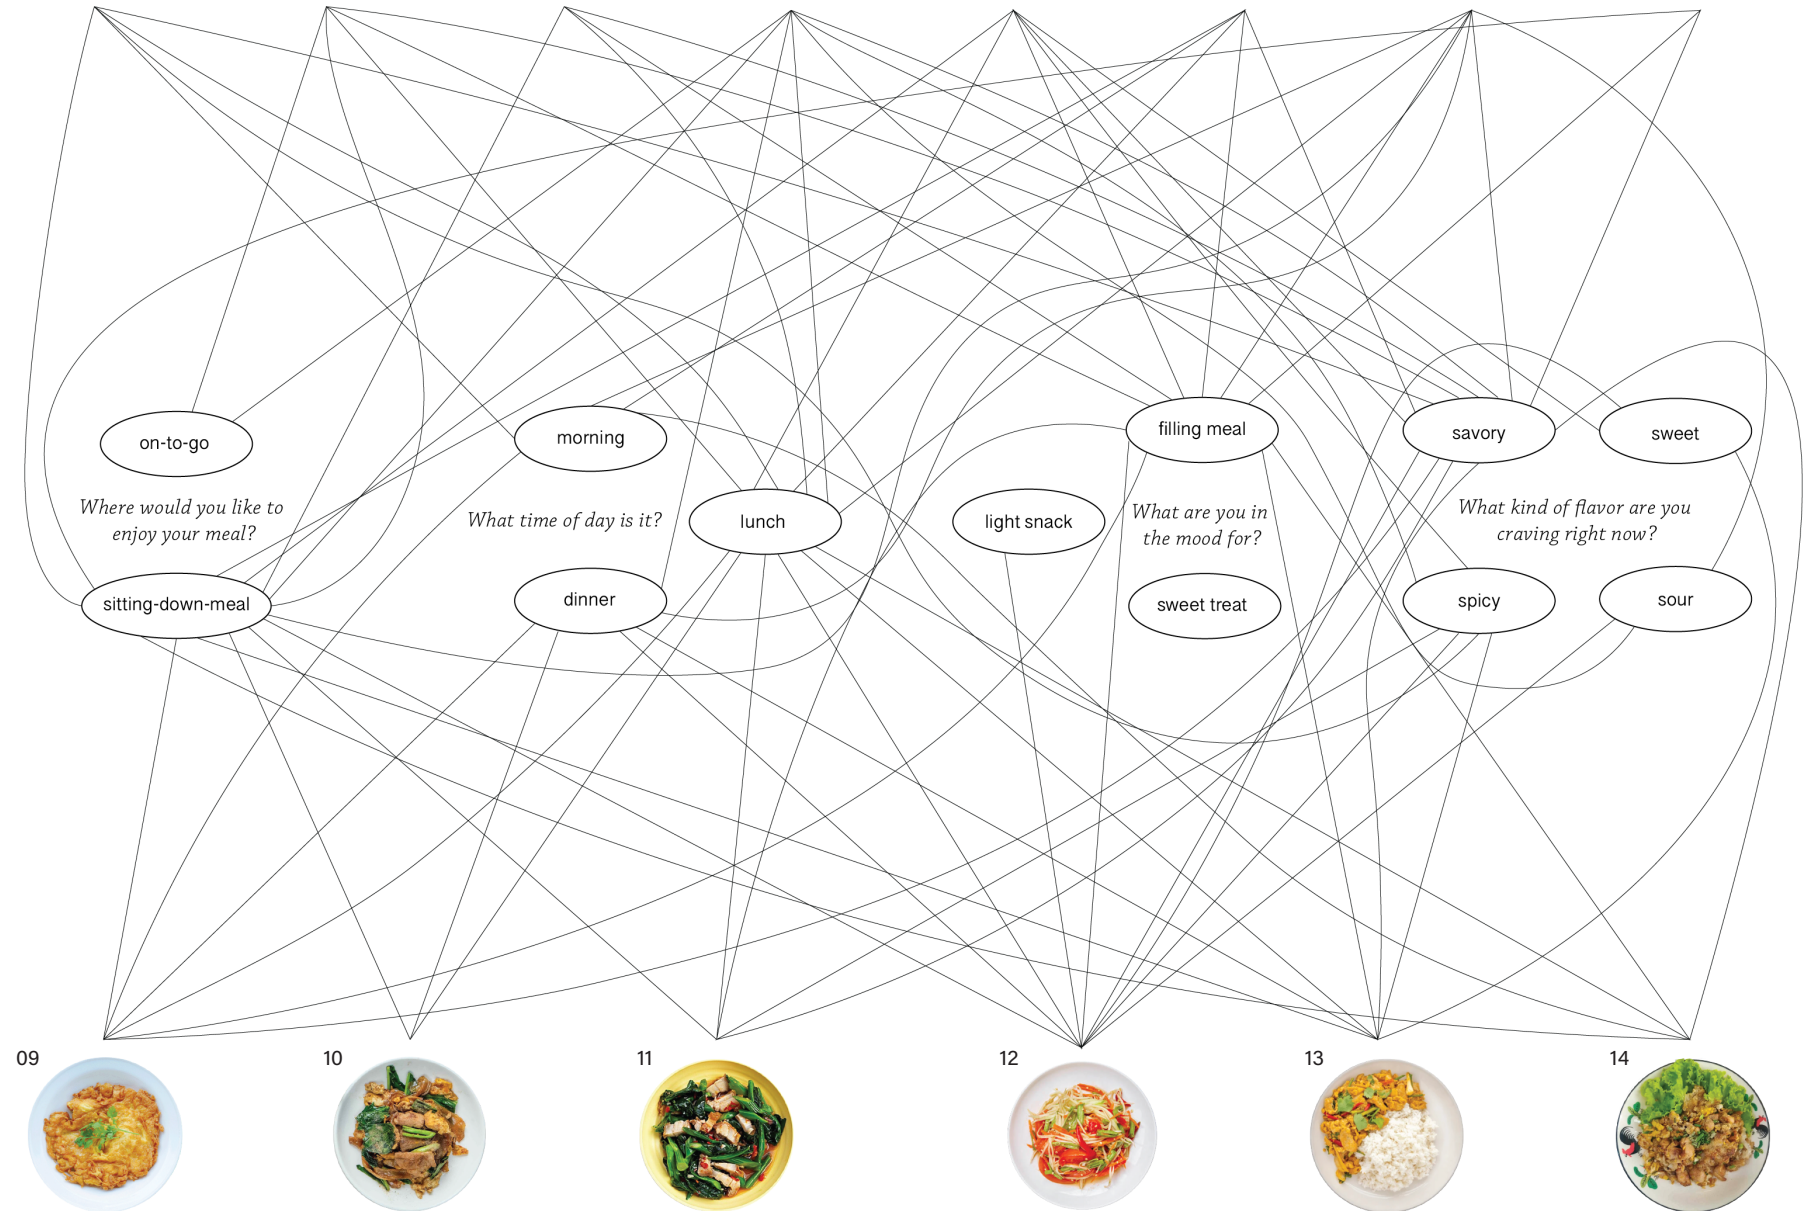 on-to-go
morning
filling meal
savory
sweet
Where would you like to
enjoy your meal?
What time of day is it?
lunch
light snack
What are you in
the mood for?
What kind of flavor are you
craving right now?
sitting-down-meal
dinner
sweet treat
spicy
sour
09
10
11
12
13
14